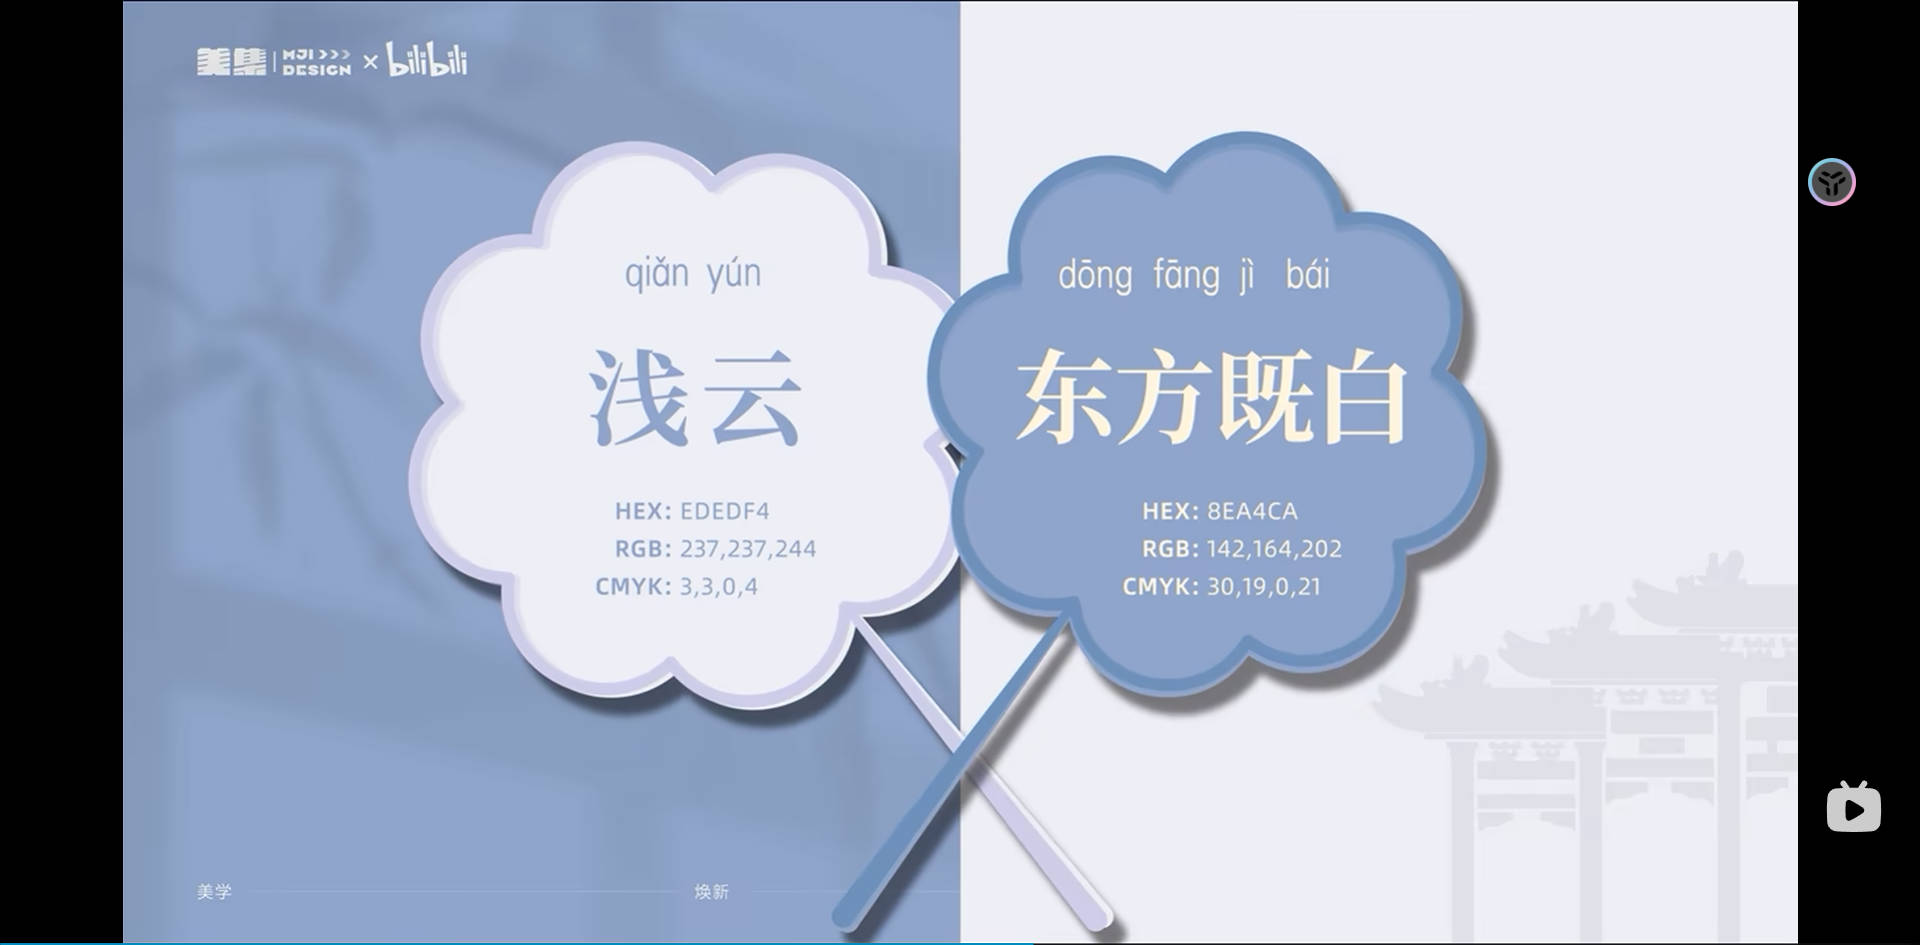 美集 MJI >>> DESIGN × bilibili
qiǎn yún
浅云
HEX: EDEDF4
RGB: 237,237,244
CMYK: 3,3,0,4
dōng fāng jì bái
东方既白
HEX: 8EA4CA
RGB: 142,164,202
CMYK: 30,19,0,21
美学
焕新